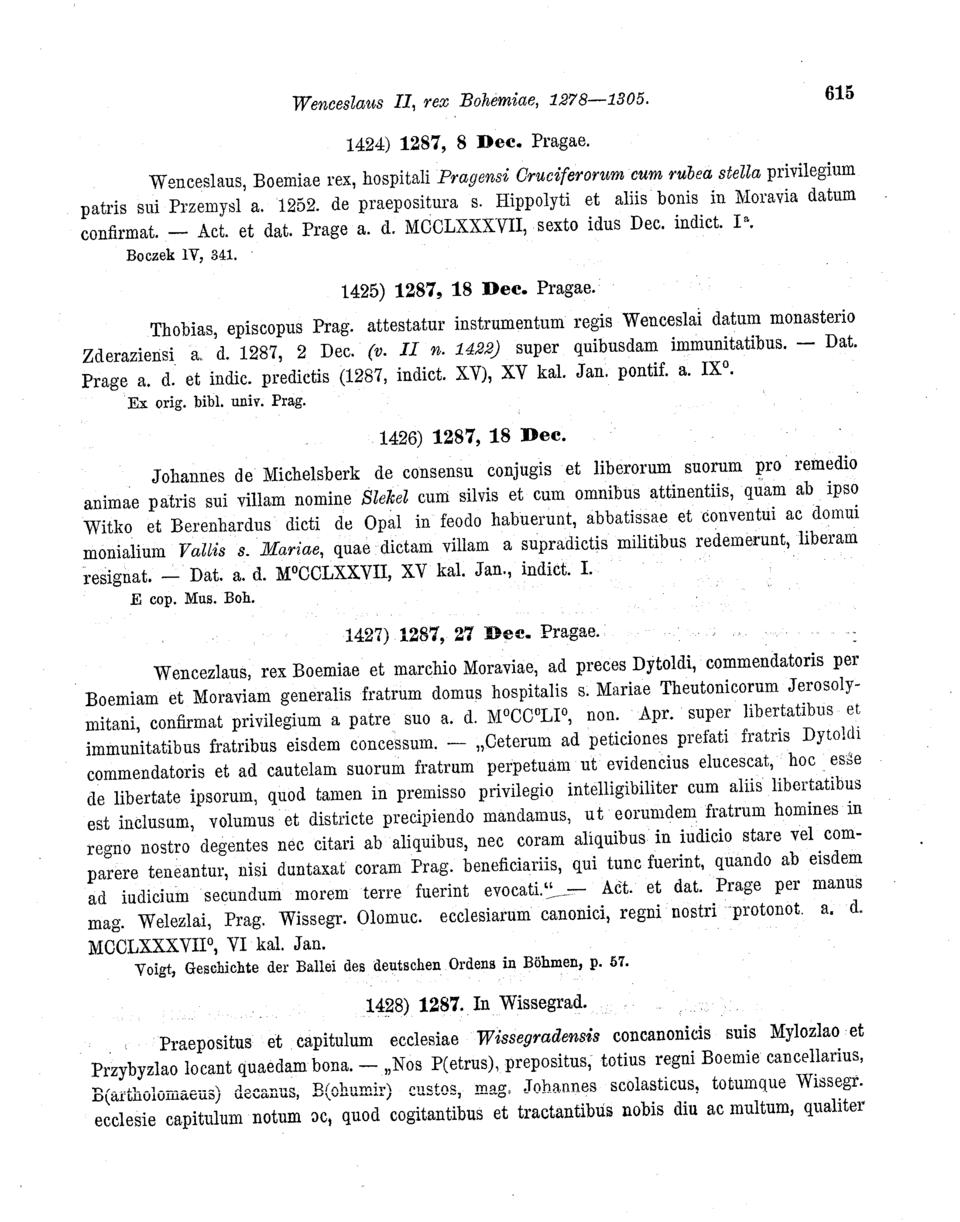 Wenceslaus II, rex Bohemiae, 1278—1305. 615
1424) 1287, 8 Dec. Pragae.
Wenceslaus, Boemiae rex, hospitali Pragensi Cruciferorum cum rubea stella privilegium
patris sui Przemysl a. 1252. de praepositura s. Hippolyti et aliis bonis in Moravia datum
confirmat. — Act. et dat. Prage a. d. MCCLXXXVII, sexto idus Dec. indict. Iª.
Boczek IV, 341.
1425) 1287, 18 Dec. Pragae.
Thobias, episcopus Prag. attestatur instrumentum regis Wenceslai datum monasterio
Zderaziensi a. d. 1287, 2 Dec. (v. II n. 1422) super quibusdam immunitatibus. — Dat.
Prage a. d. et indic. predictis (1287, indict. XV), XV kal. Jan. pontif. a. IXº.
Ex orig. bibl. univ. Prag.
1426) 1287, 18 Dec.
Johannes de Michelsberk de consensu conjugis et liberorum suorum pro remedio
animae patris sui villam nomine Slekel cum silvis et cum omnibus attinentiis, quam ab ipso
Witko et Berenhardus dicti de Opal in feodo habuerunt, abbatissae et conventui ac domui
monialium Vallis s. Mariae, quae dictam villam a supradictis militibus redemerunt, liberam
resignat. — Dat. a. d. MºCCLXXVII, XV kal. Jan., indict. I.
E cop. Mus. Boh.
1427) 1287, 27 Dec. Pragae.
Wencezlaus, rex Boemiae et marchio Moraviae, ad preces Dytoldi, commendatoris per
Boemiam et Moraviam generalis fratrum domus hospitalis s. Mariae Theutonicorum Jerosoly-
mitani, confirmat privilegium a patre suo a. d. MºCCºLIº, non. Apr. super libertatibus et
immunitatibus fratribus eisdem concessum. — „Ceterum ad peticiones prefati fratris Dytoldi
commendatoris et ad cautelam suorum fratrum perpetuam ut evidencius elucescat, hoc esse
de libertate ipsorum, quod tamen in premisso privilegio intelligibiliter cum aliis libertatibus
est inclusum, volumus et districte precipiendo mandamus, ut eorumdem fratrum homines in
regno nostro degentes nec citari ab aliquibus, nec coram aliquibus in iudicio stare vel com-
parere teneantur, nisi duntaxat coram Prag. beneficiariis, qui tunc fuerint, quando ab eisdem
ad iudicium secundum morem terre fuerint evocati.“ — Act. et dat. Prage per manus
mag. Welezlai, Prag. Wissegr. Olomuc. ecclesiarum canonici, regni nostri protonot. a. d.
MCCLXXXVIIº, VI kal. Jan.
Voigt, Geschichte der Ballei des deutschen Ordens in Böhmen, p. 57.
1428) 1287. In Wissegrad.
Praepositus et capitulum ecclesiae Wissegradensis concanonicis suis Mylozlao et
Przybyzlao locant quaedam bona. — „Nos P(etrus), prepositus, totius regni Boemie cancellarius,
B(artholomaeus) decanus, B(ohumir) custos, mag. Johannes scolasticus, totumque Wissegr.
ecclesie capitulum notum ɔc, quod cogitantibus et tractantibus nobis diu ac multum, qualiter